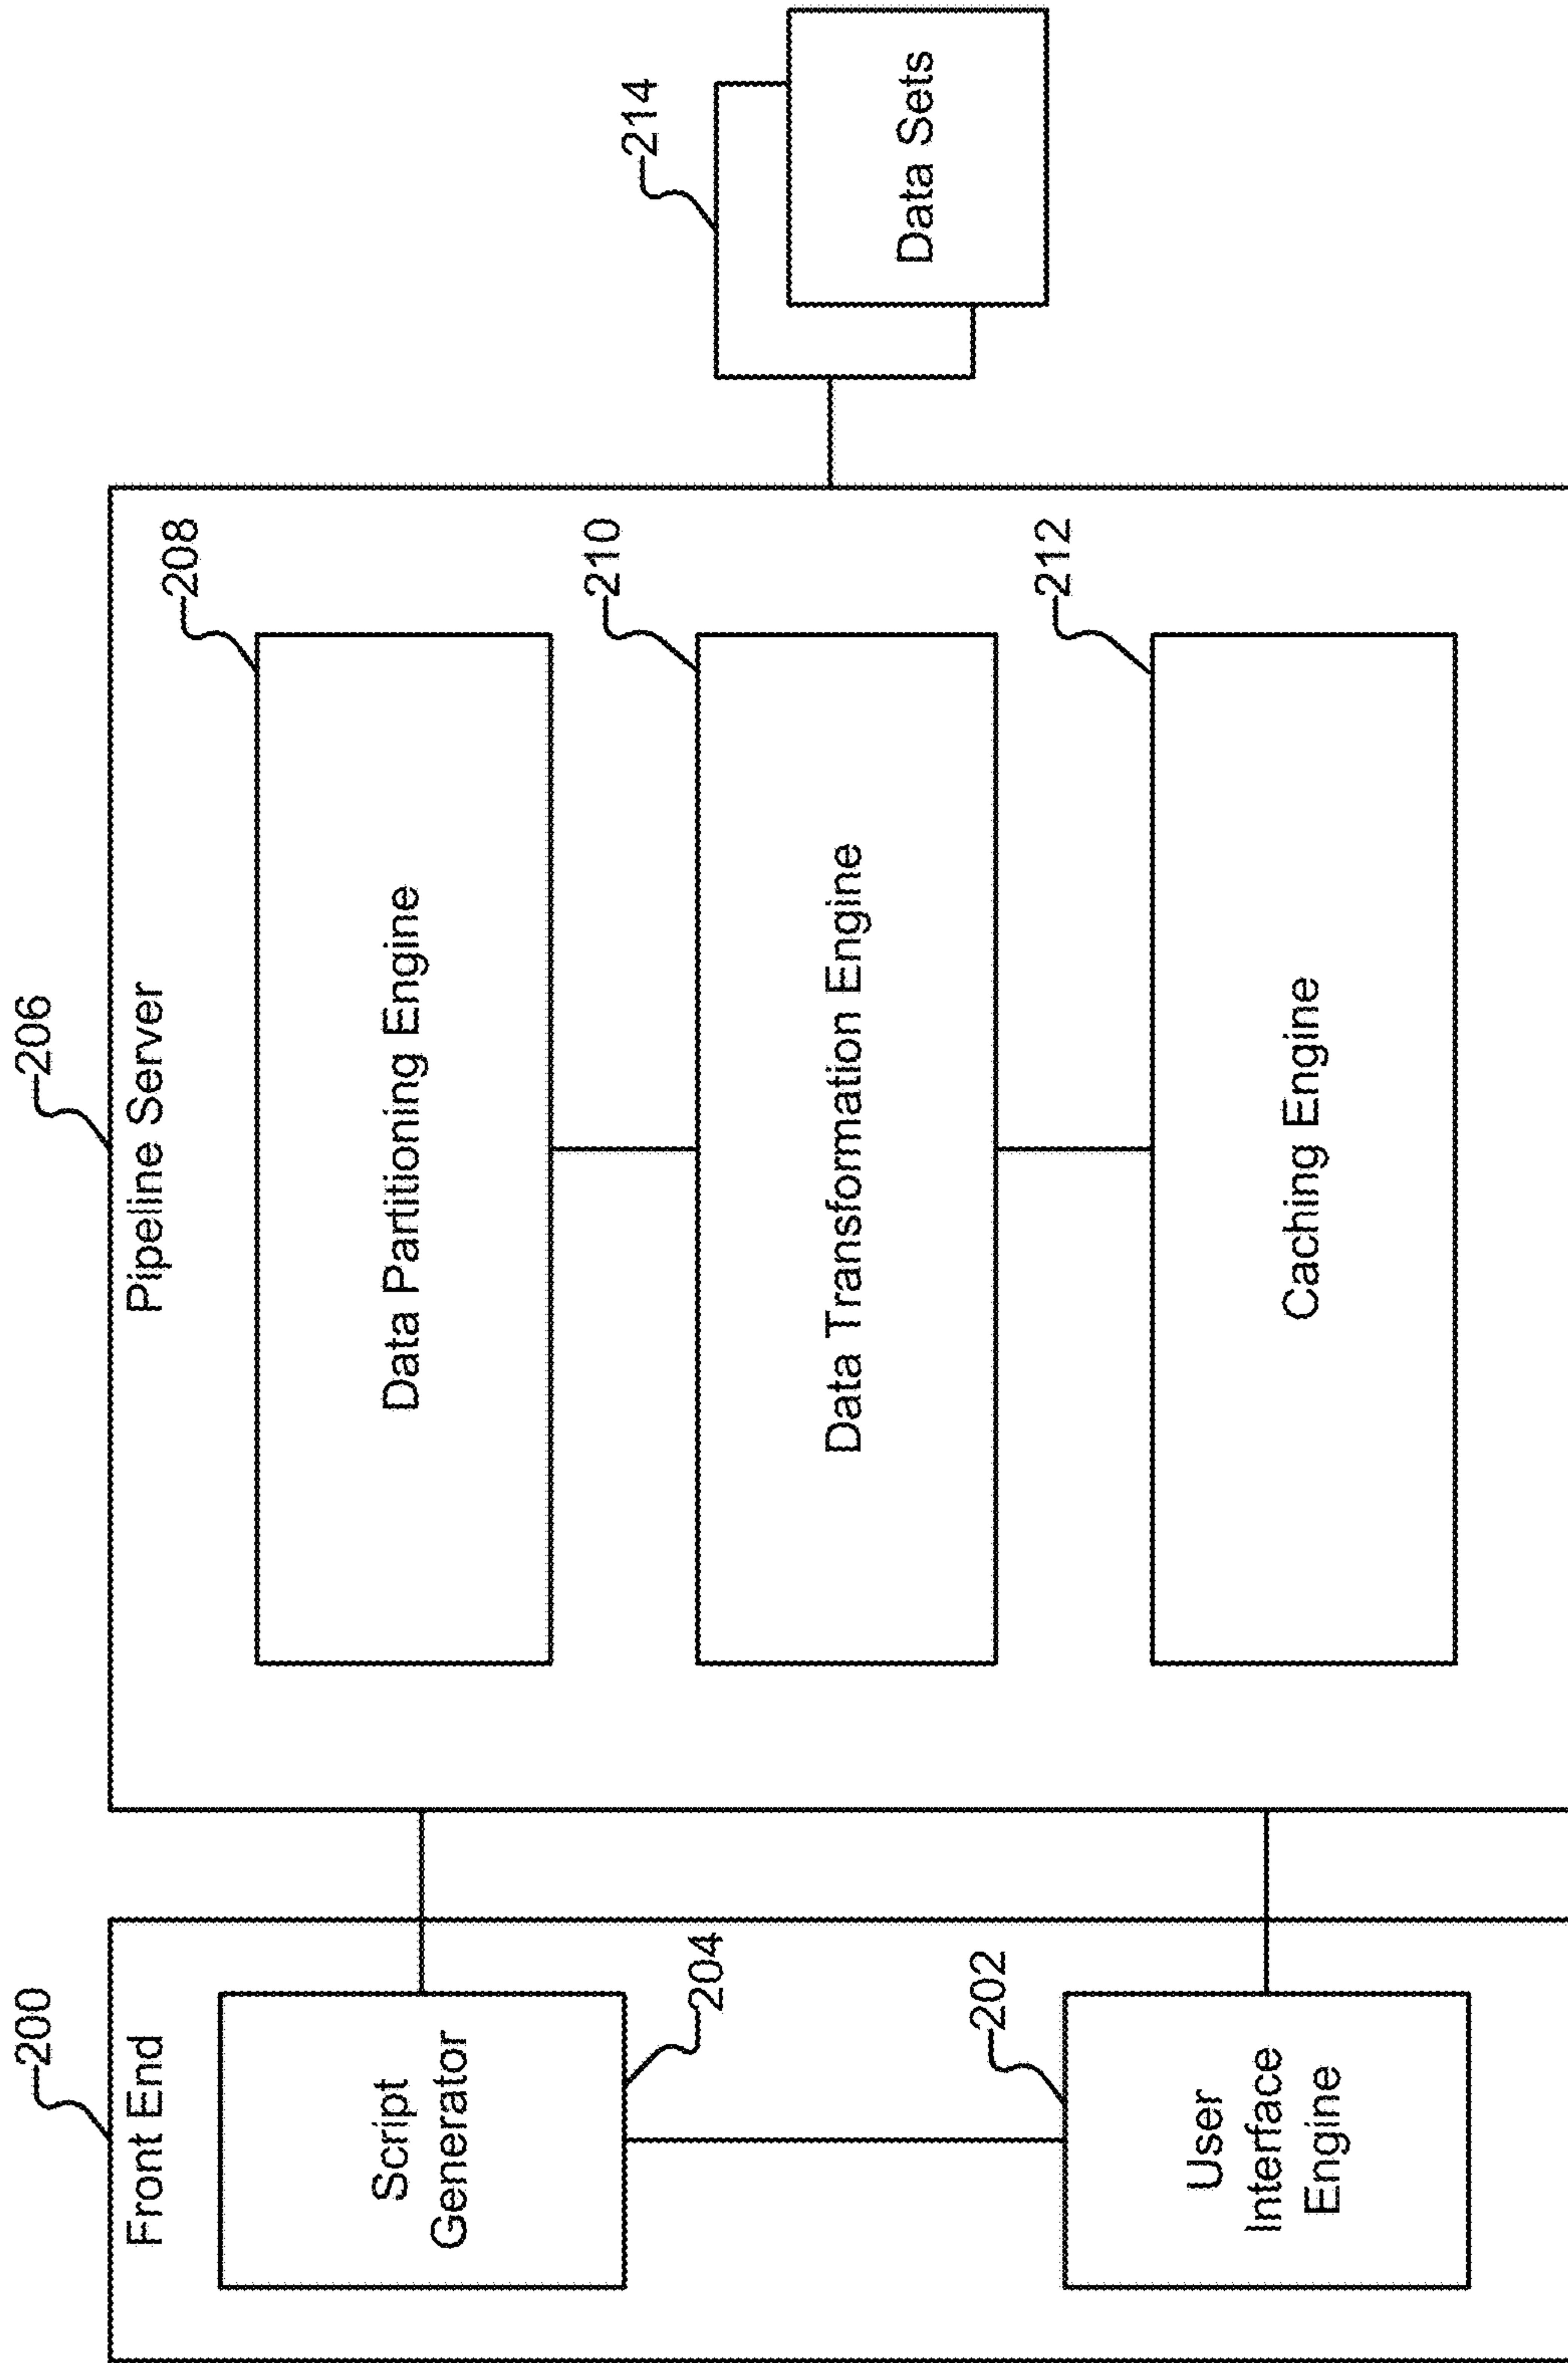 200
Front End
Script
Generator
204
202
User
Interface
Engine
206
Pipeline Server
208
Data Partitioning Engine
210
Data Transformation Engine
212
Caching Engine
214
Data Sets